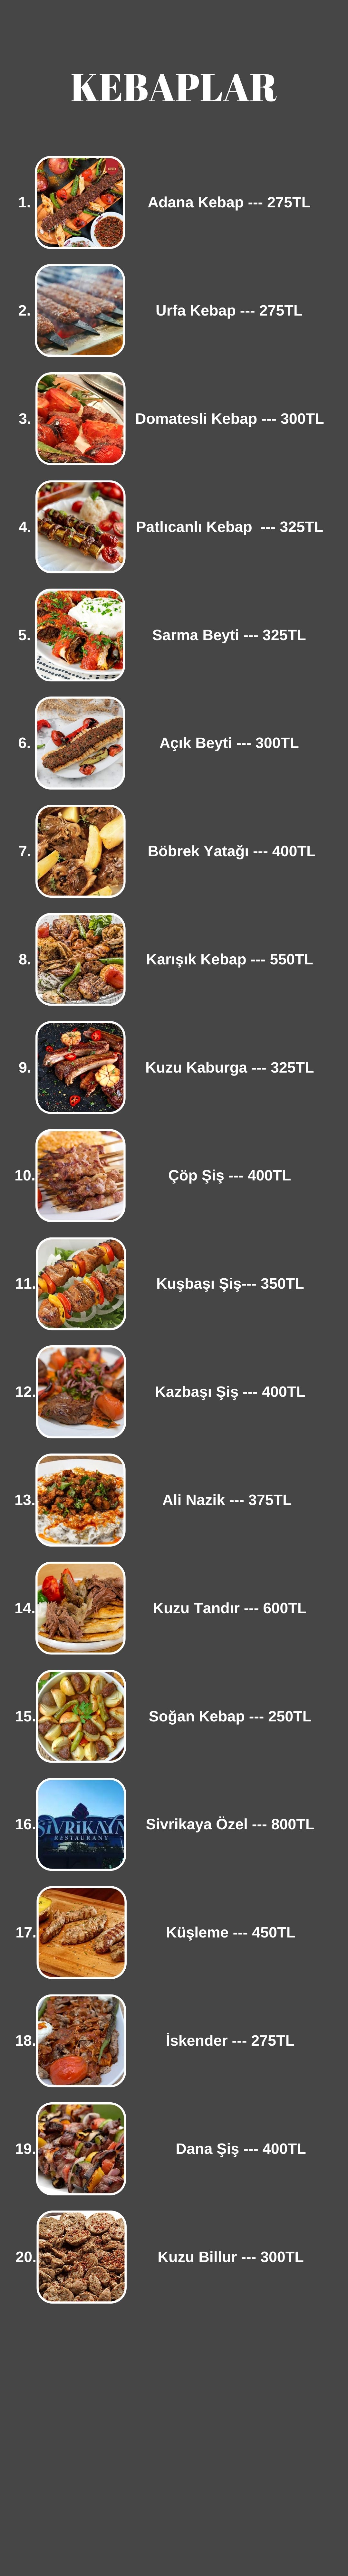 KEBAPLAR
1. Adana Kebap --- 275TL
2. Urfa Kebap --- 275TL
3. Domatesli Kebap --- 300TL
4. Patlıcanlı Kebap --- 325TL
5. Sarma Beyti --- 325TL
6. Açık Beyti --- 300TL
7. Böbrek Yatağı --- 400TL
8. Karışık Kebap --- 550TL
9. Kuzu Kaburga --- 325TL
10. Çöp Şiş --- 400TL
11. Kuşbaşı Şiş--- 350TL
12. Kazbaşı Şiş --- 400TL
13. Ali Nazik --- 375TL
14. Kuzu Tandır --- 600TL
15. Soğan Kebap --- 250TL
SİVRİKAYA
RESTAURANT
16. Sivrikaya Özel --- 800TL
17. Küşleme --- 450TL
18. İskender --- 275TL
19. Dana Şiş --- 400TL
20. Kuzu Billur --- 300TL